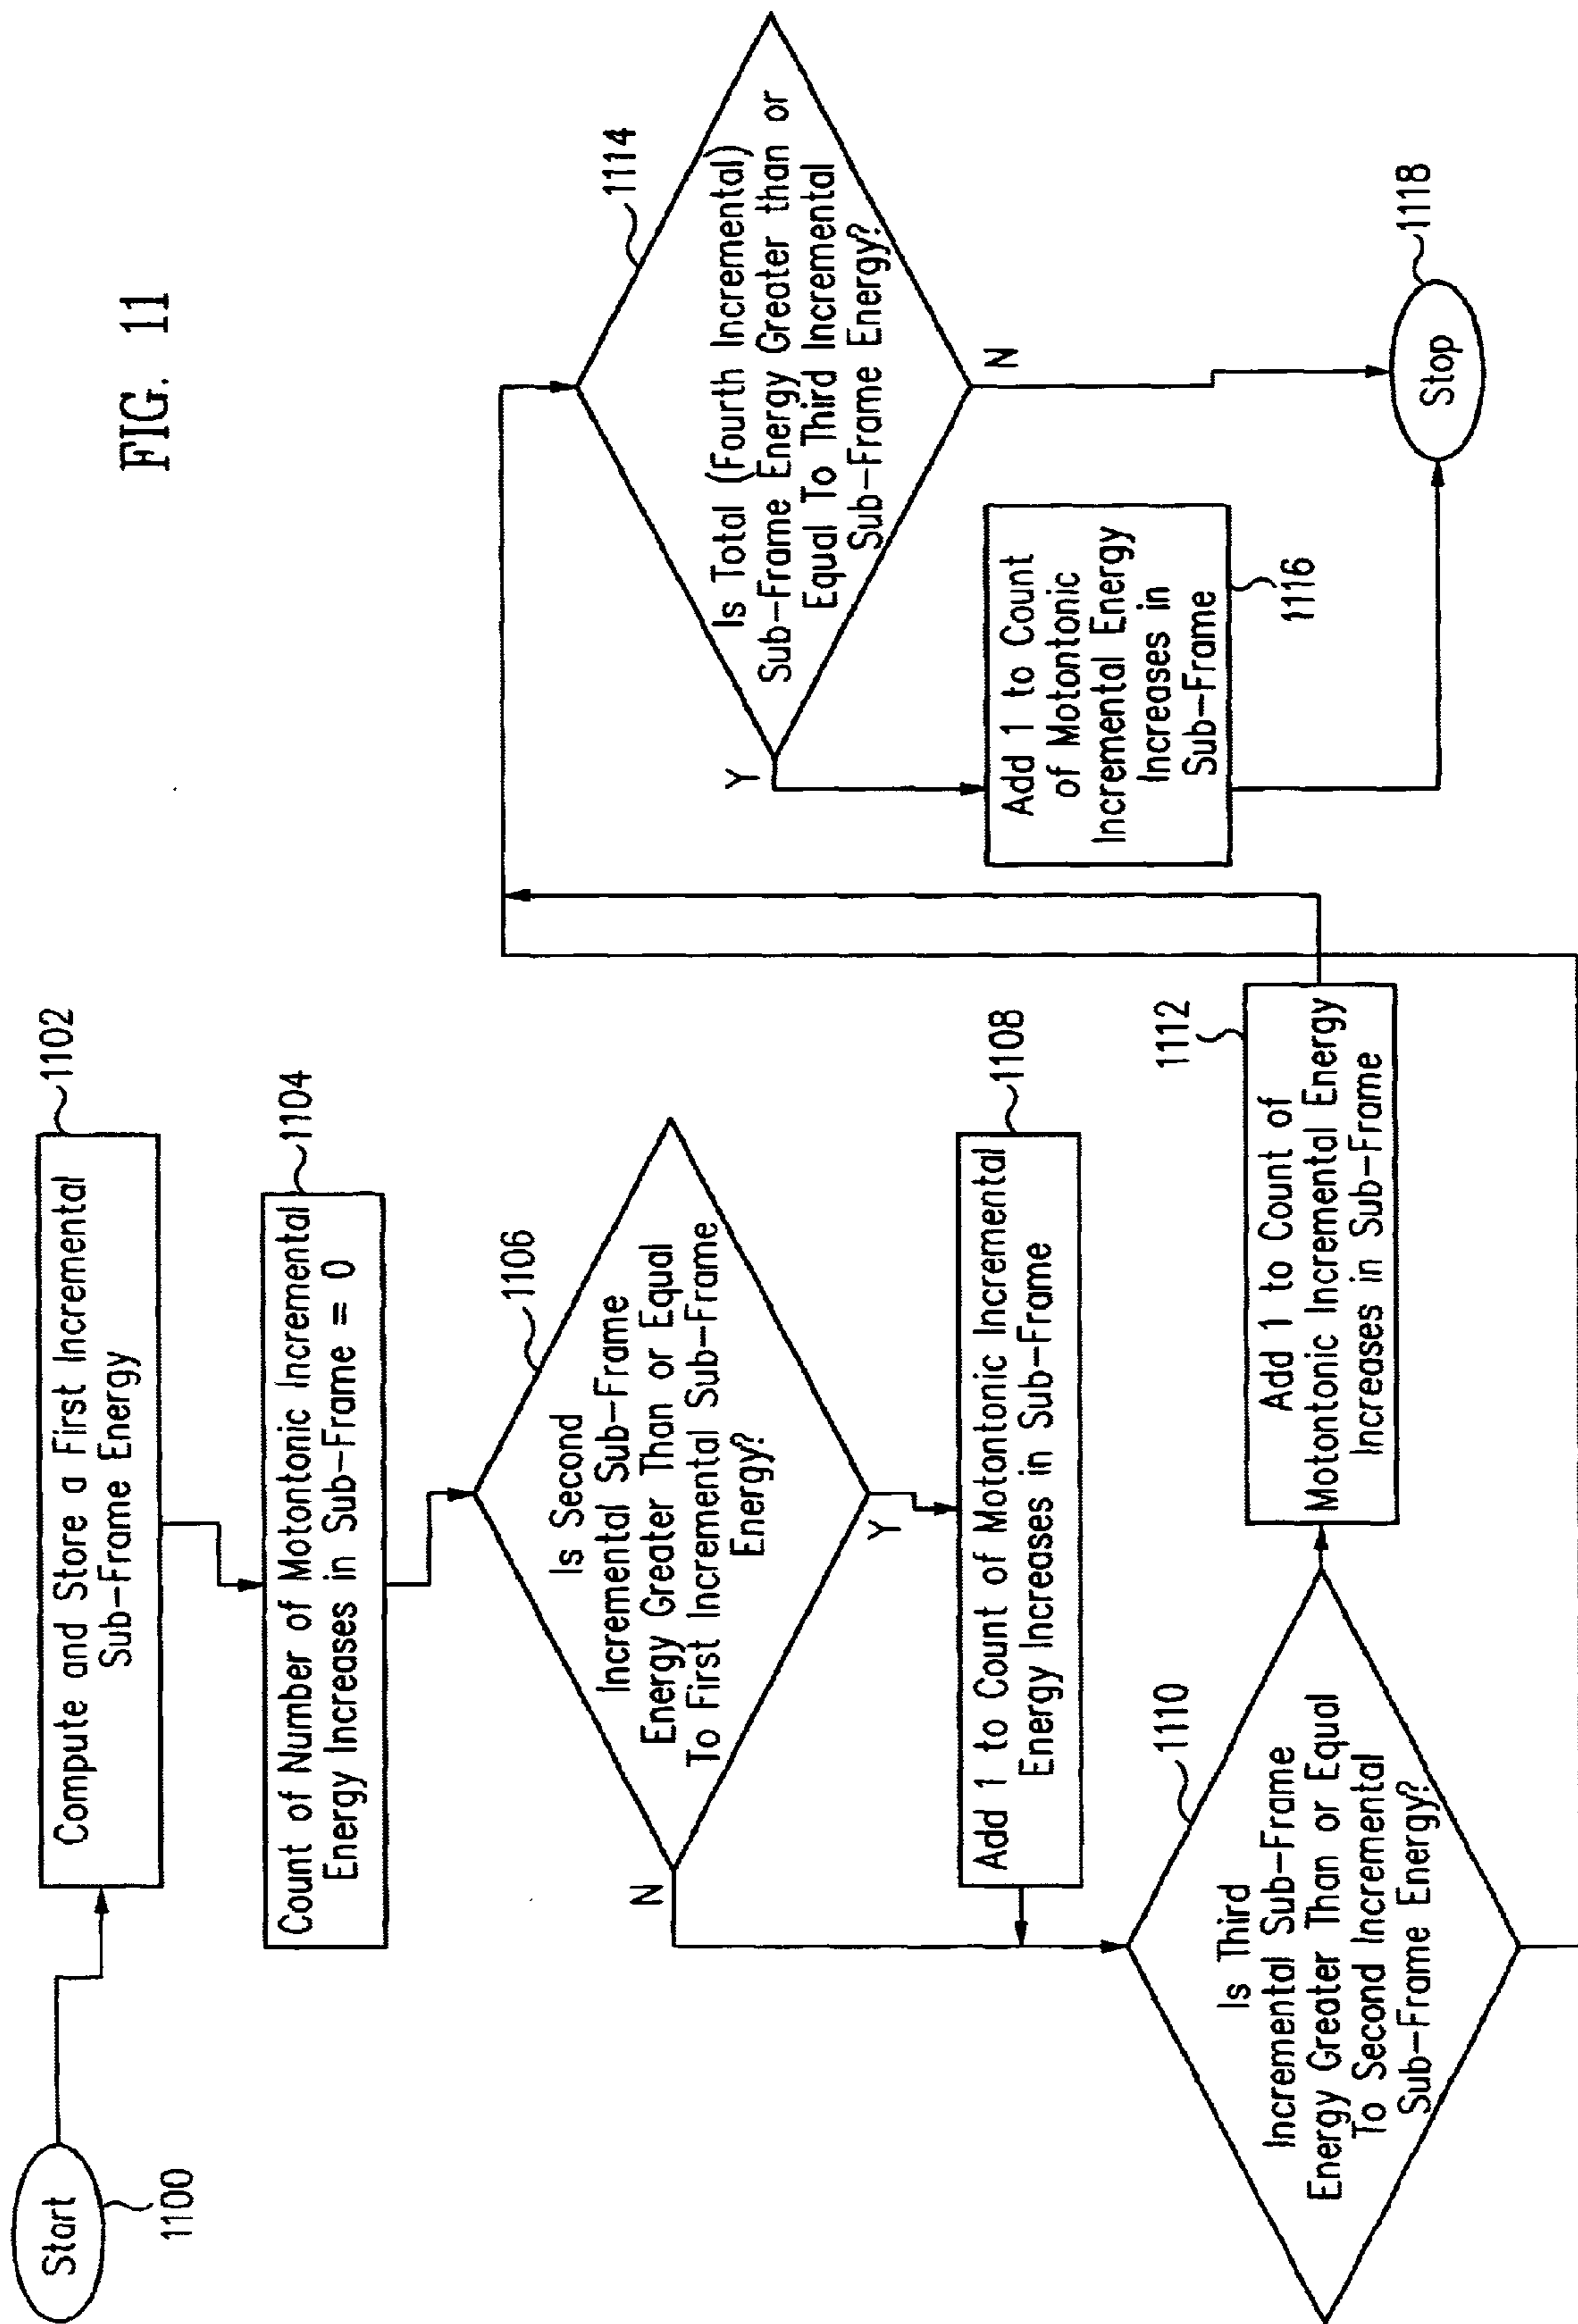 FIG. 11
Start
1100
Compute and Store a First Incremental
Sub-Frame Energy
1102
Count of Number of Motontonic Incremental
Energy Increases in Sub-Frame = 0
1104
Is Second
Incremental Sub-Frame
Energy Greater Than or Equal
To First Incremental Sub-Frame
Energy?
1106
N
Y
Add 1 to Count of Motontonic Incremental
Energy Increases in Sub-Frame
1108
Is Third
Incremental Sub-Frame
Energy Greater Than or Equal
To Second Incremental
Sub-Frame Energy?
1110
Add 1 to Count of
Motontonic Incremental Energy
Increases in Sub-Frame
1112
Is Total (Fourth Incremental)
Sub-Frame Energy Greater than or
Equal To Third Incremental
Sub-Frame Energy?
1114
Y
N
Add 1 to Count
of Motontonic
Incremental Energy
Increases in
Sub-Frame
1116
Stop
1118